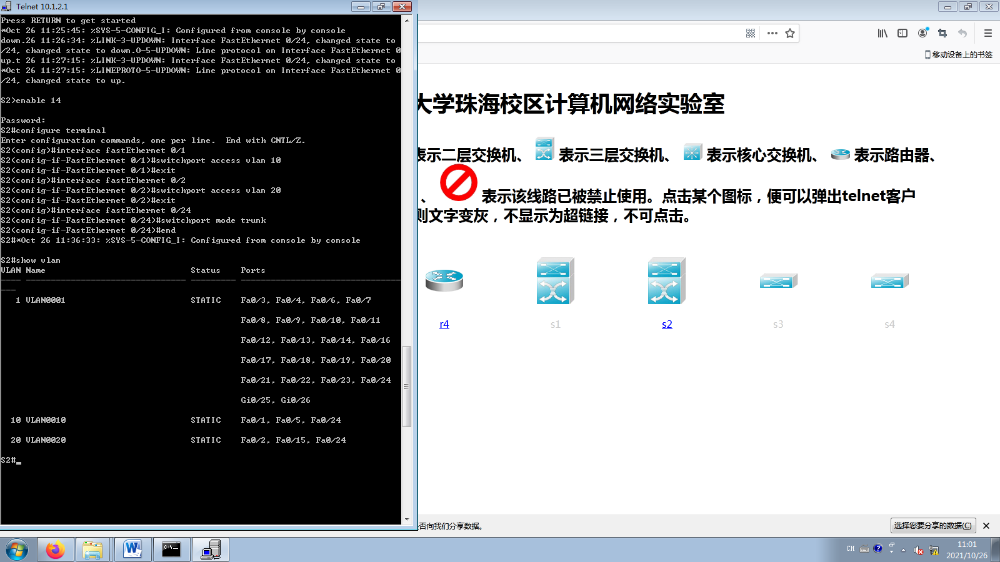 Telnet 10.1.2.1
Press RETURN to get started
*Oct 26 11:25:45: %SYS-5-CONFIG_I: Configured from console by console
down.26 11:26:34: %LINK-3-UPDOWN: Interface FastEthernet 0/24, changed state to
/24, changed state to down.O-5-UPDOWN: Line protocol on Interface FastEthernet 0
up.t 26 11:27:15: %LINK-3-UPDOWN: Interface FastEthernet 0/24, changed state to
*Oct 26 11:27:15: %LINEPROTO-5-UPDOWN: Line protocol on Interface FastEthernet 0
/24, changed state to up.
S2>enable 14
Password:
S2#configure terminal
Enter configuration commands, one per line.  End with CNTL/Z.
S2(config)#interface fastEthernet 0/1
S2(config-if-FastEthernet 0/1)#switchport access vlan 10
S2(config-if-FastEthernet 0/1)#exit
S2(config)#interface fastEthernet 0/2
S2(config-if-FastEthernet 0/2)#switchport access vlan 20
S2(config-if-FastEthernet 0/2)#exit
S2(config)#interface fastEthernet 0/24
S2(config-if-FastEthernet 0/24)#switchport mode trunk
S2(config-if-FastEthernet 0/24)#end
S2#*Oct 26 11:36:33: %SYS-5-CONFIG_I: Configured from console by console
S2#show vlan
VLAN Name                             Status    Ports
---- -------------------------------- --------- --------------------------------
---
1 VLAN0001                         STATIC    Fa0/3, Fa0/4, Fa0/6, Fa0/7
Fa0/8, Fa0/9, Fa0/10, Fa0/11
Fa0/12, Fa0/13, Fa0/14, Fa0/16
Fa0/17, Fa0/18, Fa0/19, Fa0/20
Fa0/21, Fa0/22, Fa0/23, Fa0/24
Gi0/25, Gi0/26
10 VLAN0010                         STATIC    Fa0/1, Fa0/5, Fa0/24
20 VLAN0020                         STATIC    Fa0/2, Fa0/15, Fa0/24
S2#_
移动设备上的书签
大学珠海校区计算机网络实验室
表示二层交换机、 表示三层交换机、 表示核心交换机、 表示路由器、
、 表示该线路已被禁止使用。点击某个图标，便可以弹出telnet客户
则文字变灰，不显示为超链接，不可点击。
r4 s1 s2 s3 s4
否向我们分享数据。
选择您要分享的数据(C)
C:\_
CH
11:01
2021/10/26